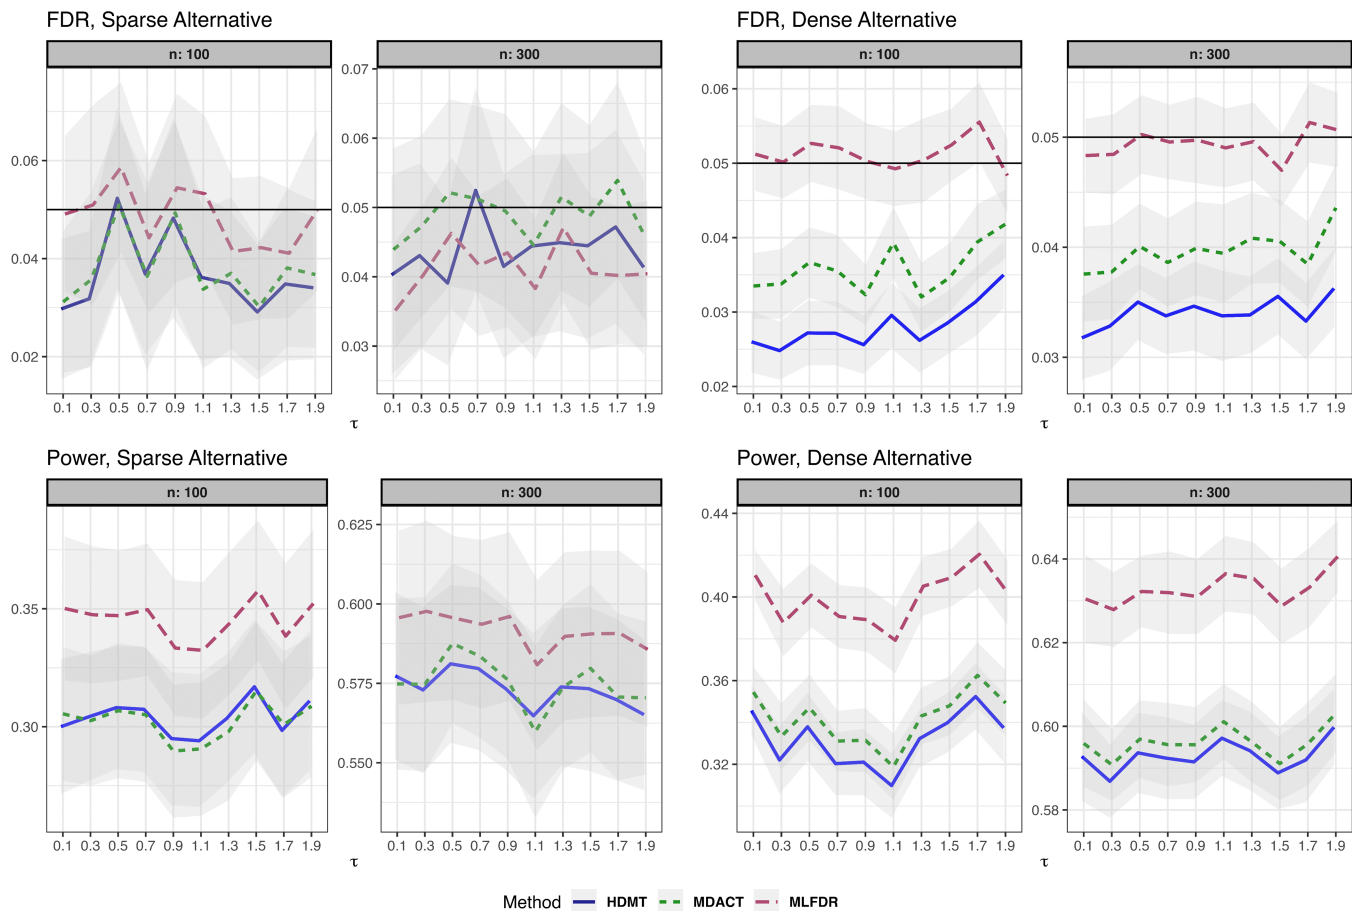 FDR, Sparse Alternative
n: 100
n: 300
0.06
0.04
0.02
0.07
0.06
0.05
0.04
0.03
0.1 0.3 0.5 0.7 0.9 1.1 1.3 1.5 1.7 1.9
0.1 0.3 0.5 0.7 0.9 1.1 1.3 1.5 1.7 1.9
τ
FDR, Dense Alternative
n: 100
n: 300
0.06
0.05
0.04
0.03
0.02
0.05
0.04
0.03
0.1 0.3 0.5 0.7 0.9 1.1 1.3 1.5 1.7 1.9
0.1 0.3 0.5 0.7 0.9 1.1 1.3 1.5 1.7 1.9
τ
Power, Sparse Alternative
n: 100
n: 300
0.35
0.30
0.625
0.600
0.575
0.550
0.1 0.3 0.5 0.7 0.9 1.1 1.3 1.5 1.7 1.9
0.1 0.3 0.5 0.7 0.9 1.1 1.3 1.5 1.7 1.9
τ
Power, Dense Alternative
n: 100
n: 300
0.44
0.40
0.36
0.32
0.64
0.62
0.60
0.58
0.1 0.3 0.5 0.7 0.9 1.1 1.3 1.5 1.7 1.9
0.1 0.3 0.5 0.7 0.9 1.1 1.3 1.5 1.7 1.9
τ
Method HDMT MDACT MLFDR